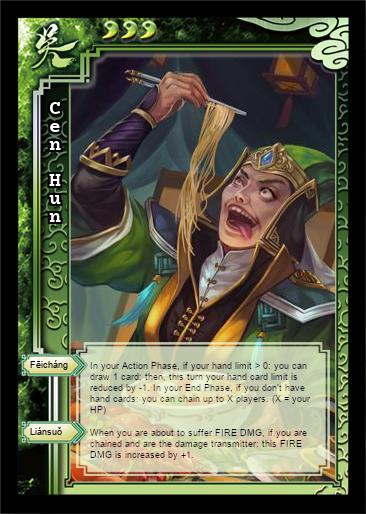 吳
Cen Hun
Fēicháng
In your Action Phase, if your hand limit > 0: you can
draw 1 card; then, this turn your hand card limit is
reduced by -1. In your End Phase, if you don't have
hand cards: you can chain up to X players. (X = your
HP)
Liánsuǒ
When you are about to suffer FIRE DMG, if you are
chained and are the damage transmitter: this FIRE
DMG is increased by +1.